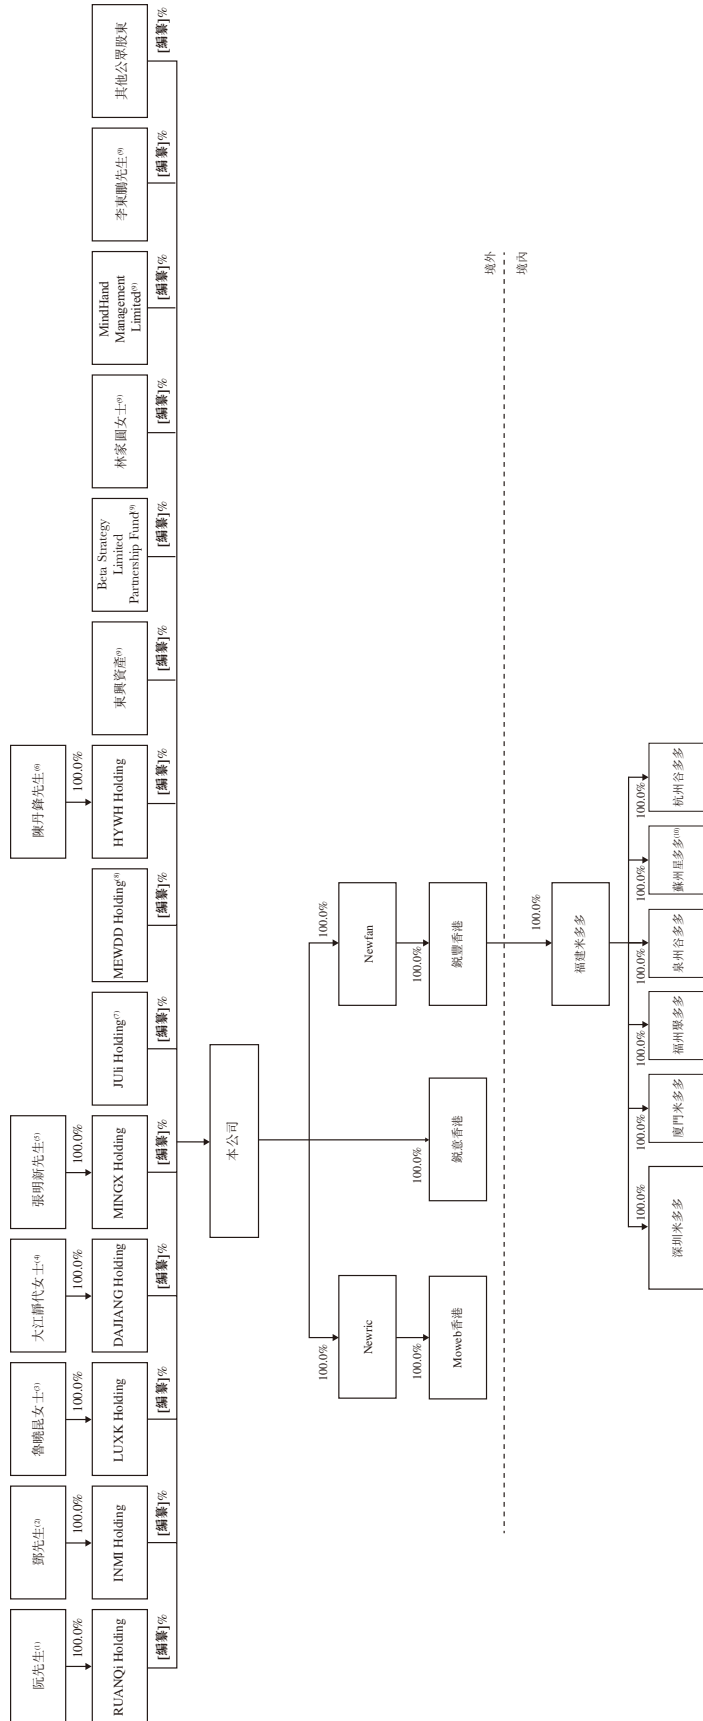 阮先生(1)
鄧先生(2)
魯曉昆女士(3)
大江靜代女士(4)
張明新先生(5)
陳丹鋒先生(6)
100.0%
100.0%
100.0%
100.0%
100.0%
100.0%
RUANQi Holding
INMI Holding
LUXK Holding
DAJIANG Holding
MINGX Holding
JUli Holding(7)
MEWDD Holding(8)
HYWH Holding
東興資產(9)
Beta Strategy
Limited
Partnership Fund(9)
林家圓女士(9)
MindHand
Management
Limited(9)
李東鵬先生(9)
其他公眾股東
[編纂]%
[編纂]%
[編纂]%
[編纂]%
[編纂]%
[編纂]%
[編纂]%
[編纂]%
[編纂]%
[編纂]%
[編纂]%
[編纂]%
[編纂]%
[編纂]%
本公司
100.0%
100.0%
Newric
Newfan
100.0%
100.0%
100.0%
Moweb香港
銳意香港
銳豐香港
境外
境內
100.0%
福建米多多
100.0%
100.0%
100.0%
100.0%
100.0%
100.0%
深圳米多多
廈門米多多
福州聚多多
泉州谷多多
蘇州星多多(10)
杭州谷多多